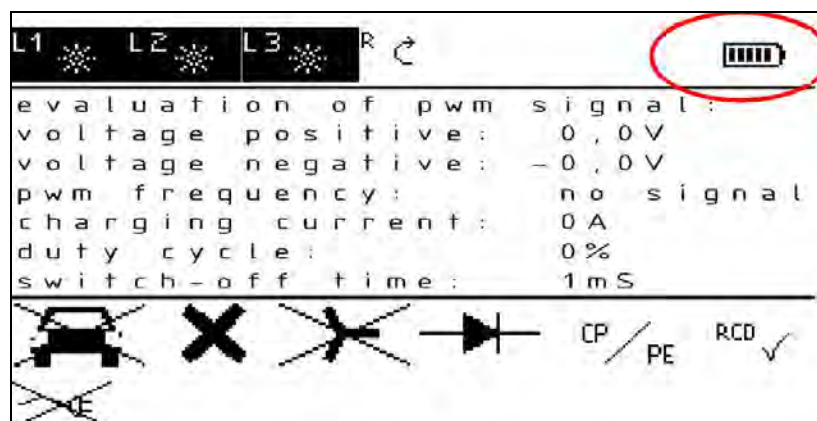 L1 L2 L3 R
evaluation of pwm signal:
voltage positive: 0,0V
voltage negative: -0,0V
pwm frequency: no signal
charging current: 0A
duty cycle: 0%
switch-off time: 1mS
CP/PE RCD